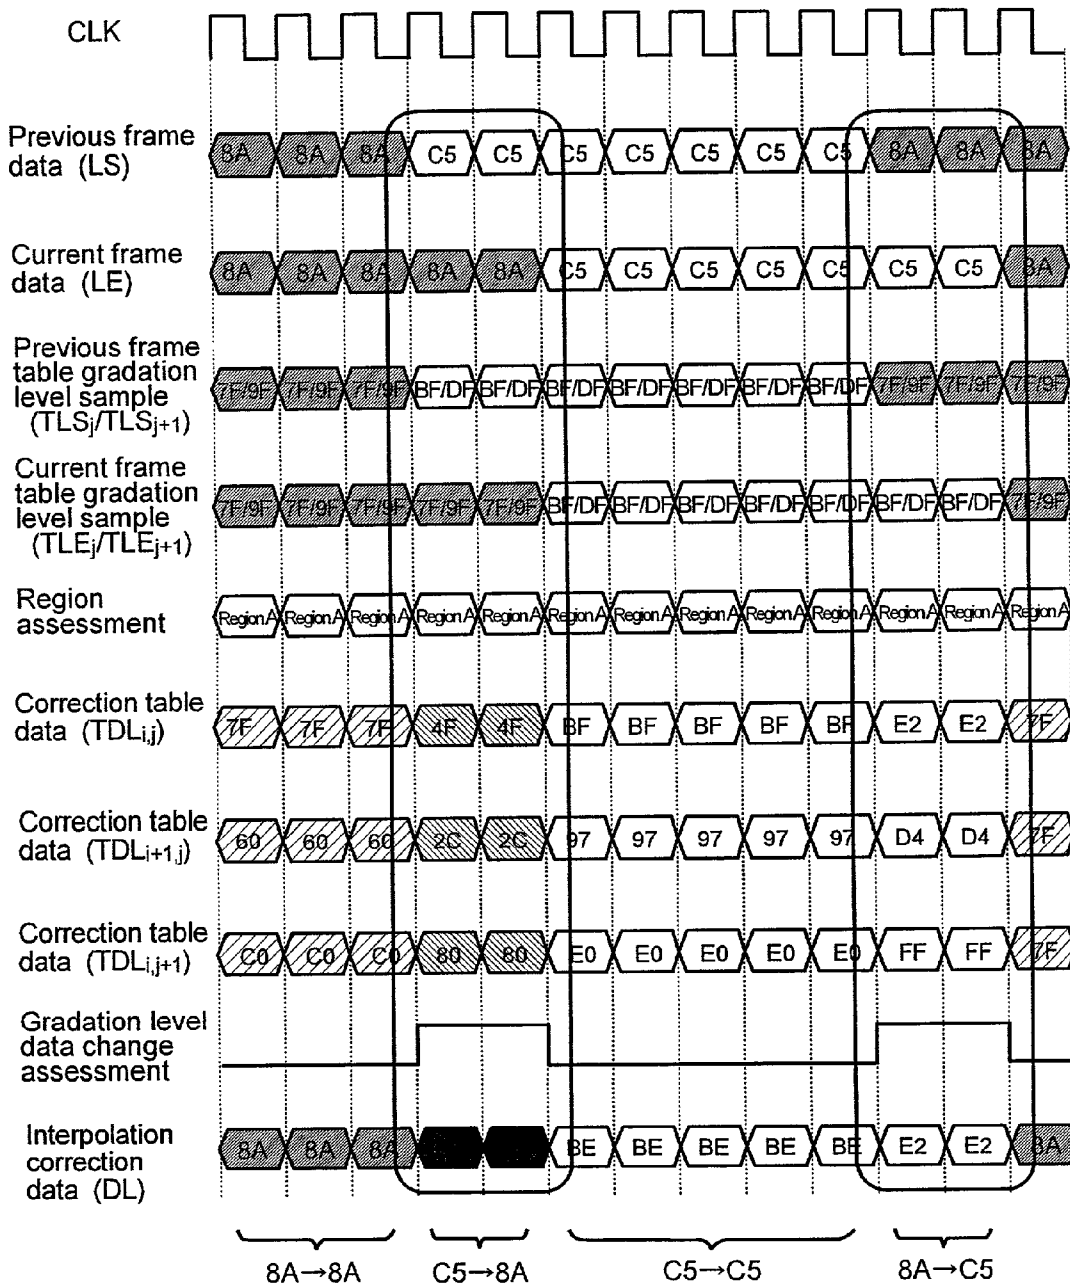 CLK
Previous frame
data (LS)
8A 8A 8A C5 C5 C5 C5 C5 C5 C5 8A 8A 8A
Current frame
data (LE)
8A 8A 8A 8A 8A C5 C5 C5 C5 C5 C5 C5 8A
Previous frame
table gradation
level sample
(TLSj/TLSj+1)
7F/9F 7F/9F 7F/9F BF/DF BF/DF BF/DF BF/DF BF/DF BF/DF BF/DF 7F/9F 7F/9F 7F/9F
Current frame
table gradation
level sample
(TLEj/TLEj+1)
7F/9F 7F/9F 7F/9F 7F/9F 7F/9F BF/DF BF/DF BF/DF BF/DF BF/DF BF/DF BF/DF 7F/9F
Region
assessment
Region A Region A Region A Region A Region A Region A Region A Region A Region A Region A Region A Region A Region A
Correction table
data (TDLi,j)
7F 7F 7F 4F 4F BF BF BF BF BF E2 E2 7F
Correction table
data (TDLi+1,j)
60 60 60 2C 2C 97 97 97 97 97 D4 D4 7F
Correction table
data (TDLi,j+1)
C0 C0 C0 80 80 E0 E0 E0 E0 E0 FF FF 7F
Gradation level
data change
assessment
Interpolation
correction
data (DL)
8A 8A 8A BE BE BE BE BE E2 E2 8A
8A→8A C5→8A C5→C5 8A→C5